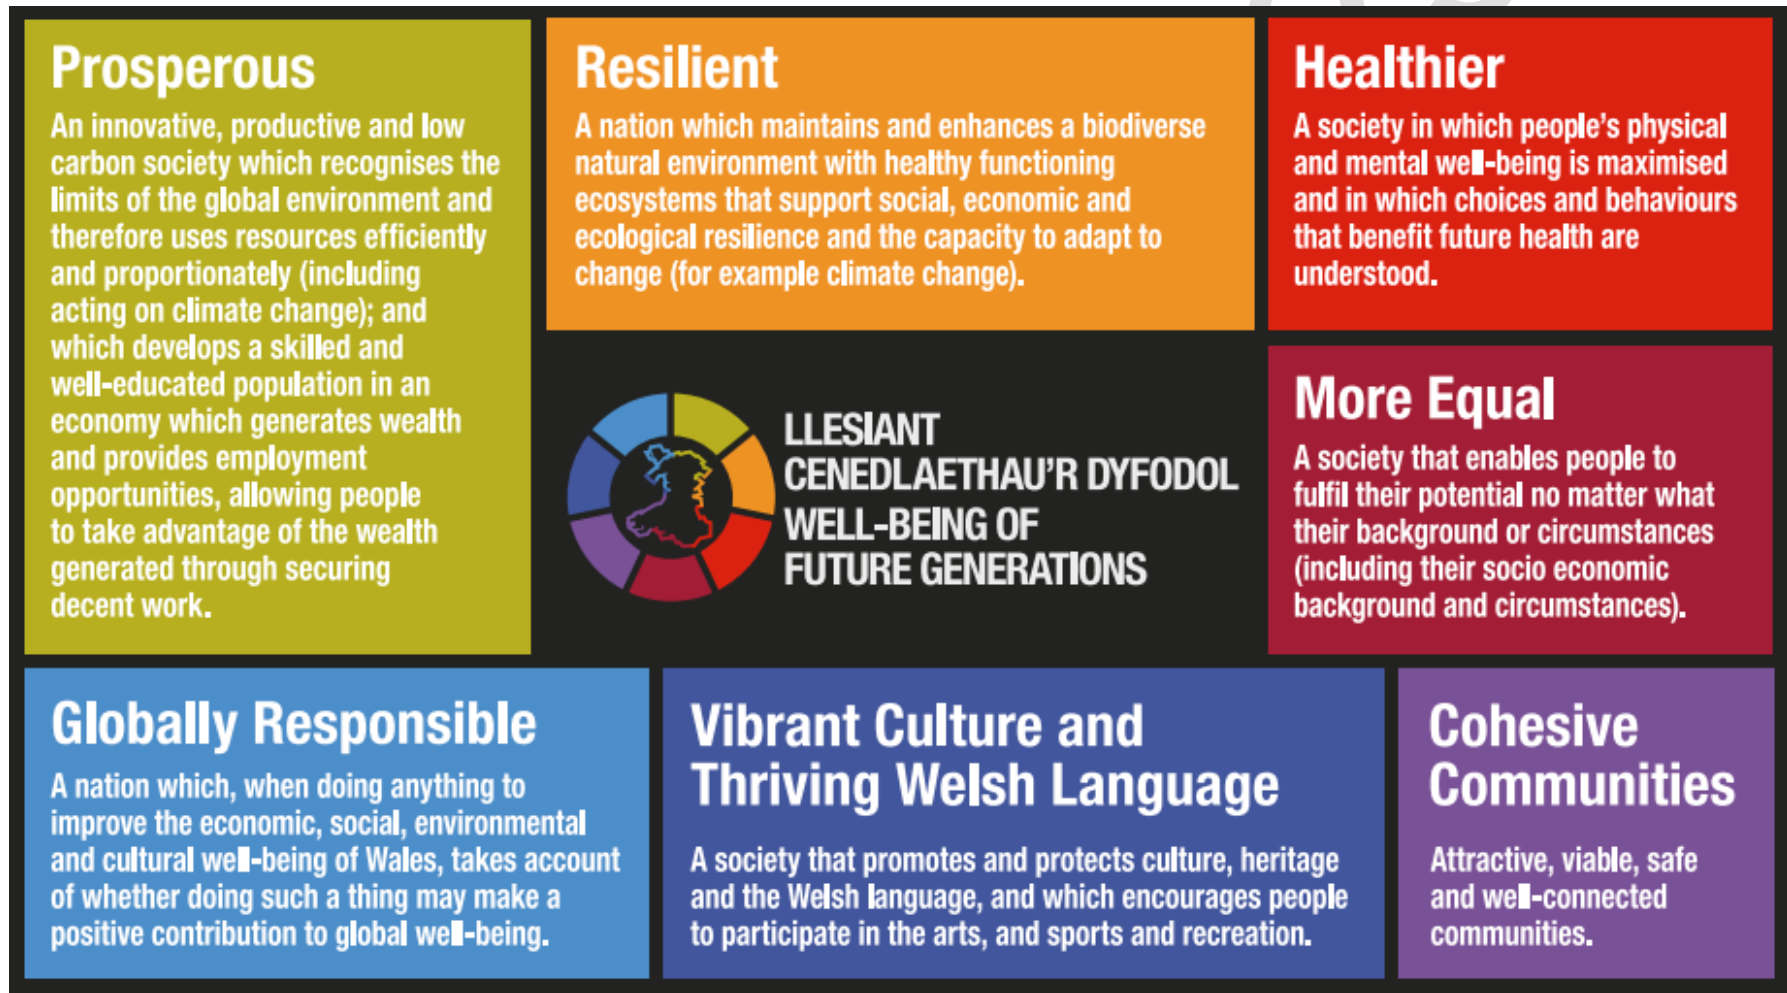 Prosperous
An innovative, productive and low
carbon society which recognises the
limits of the global environment and
therefore uses resources efficiently
and proportionately (including
acting on climate change); and
which develops a skilled and
well-educated population in an
economy which generates wealth
and provides employment
opportunities, allowing people
to take advantage of the wealth
generated through securing
decent work.
Resilient
A nation which maintains and enhances a biodiverse
natural environment with healthy functioning
ecosystems that support social, economic and
ecological resilience and the capacity to adapt to
change (for example climate change).
Healthier
A society in which people's physical
and mental well-being is maximised
and in which choices and behaviours
that benefit future health are
understood.
LLESIANT
CENEDLAETHAU'R DYFODOL
WELL-BEING OF
FUTURE GENERATIONS
More Equal
A society that enables people to
fulfil their potential no matter what
their background or circumstances
(including their socio economic
background and circumstances).
Globally Responsible
A nation which, when doing anything to
improve the economic, social, environmental
and cultural well-being of Wales, takes account
of whether doing such a thing may make a
positive contribution to global well-being.
Vibrant Culture and
Thriving Welsh Language
A society that promotes and protects culture, heritage
and the Welsh language, and which encourages people
to participate in the arts, and sports and recreation.
Cohesive
Communities
Attractive, viable, safe
and well-connected
communities.